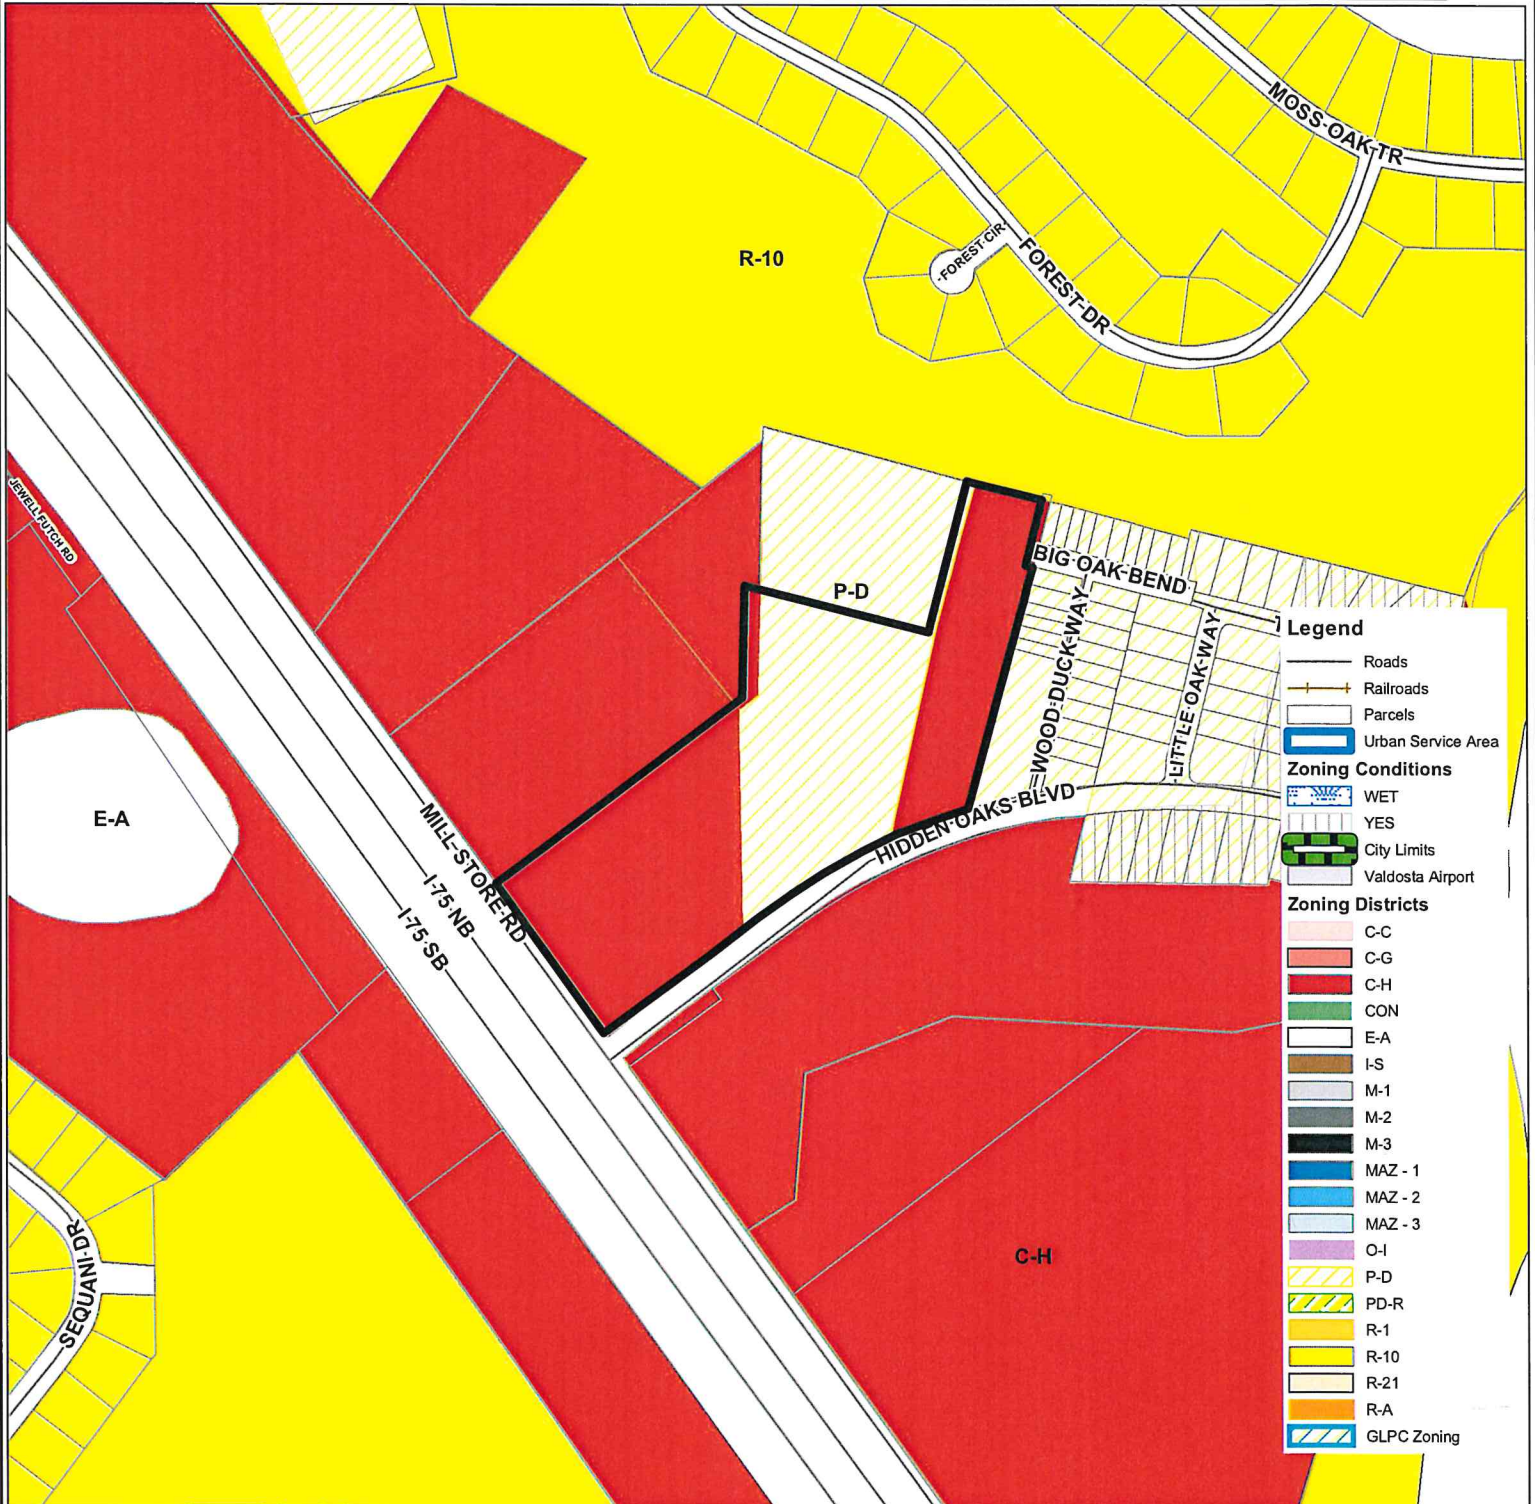 MOSS OAK TR
R-10
FOREST CIR
FOREST DR
JEWELL FUTCH RD
P-D
BIG OAK BEND
WOOD DUCK WAY
LITTLE OAK WAY
HIDDEN OAKS BLVD
E-A
MILL STORE RD
I-75 NB
I-75 SB
C-H
SEQUANI DR
Legend
Roads
Railroads
Parcels
Urban Service Area
Zoning Conditions
WET
YES
City Limits
Valdosta Airport
Zoning Districts
C-C
C-G
C-H
CON
E-A
I-S
M-1
M-2
M-3
MAZ - 1
MAZ - 2
MAZ - 3
O-I
P-D
PD-R
R-1
R-10
R-21
R-A
GLPC Zoning